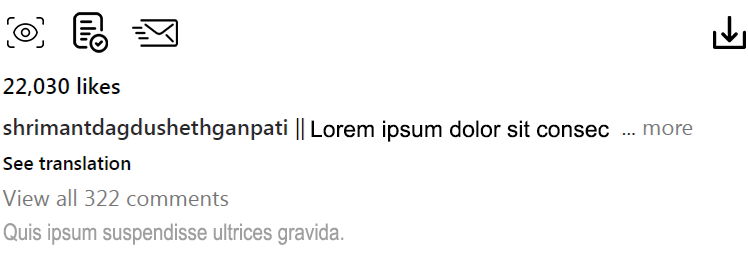 22,030 likes
shrimantdagdushethganpati || Lorem ipsum dolor sit consec ... more
See translation
View all 322 comments
Quis ipsum suspendisse ultrices gravida.